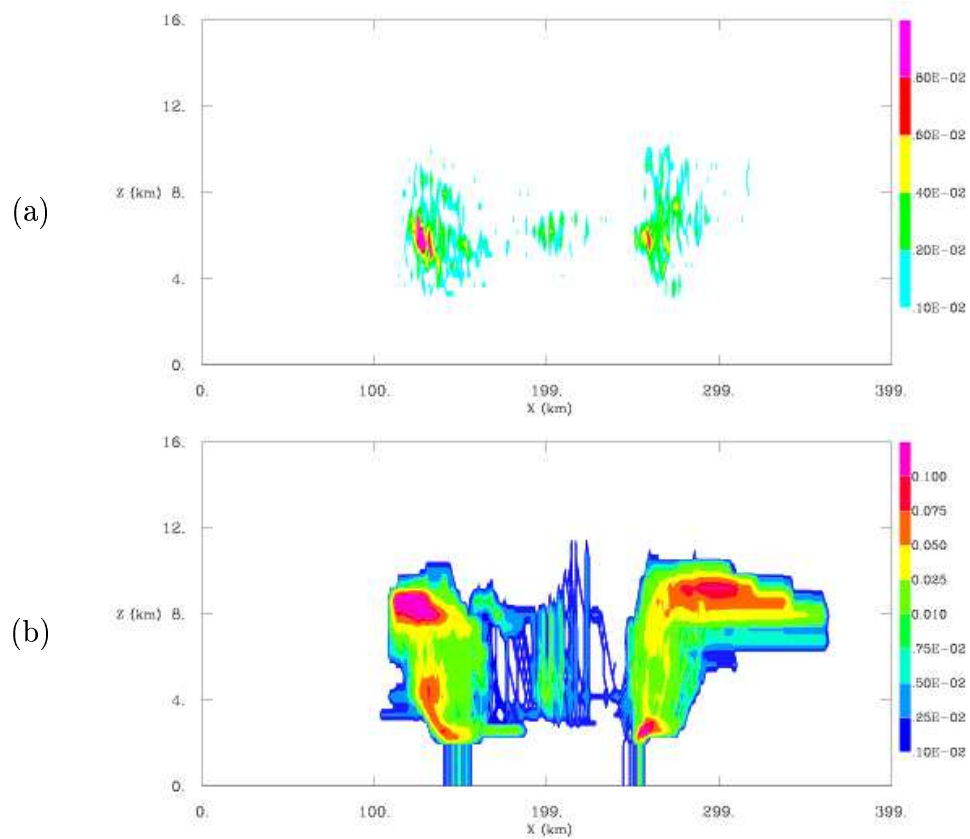 (a)
16.
12.
Z (km) 8.
4.
0.
0. 100. 199. 299. 399.
X (km)
.80E-02
.60E-02
.40E-02
.20E-02
.10E-02
(b)
16.
12.
Z (km) 8.
4.
0.
0. 100. 199. 299. 399.
X (km)
0.100
0.075
0.050
0.025
0.010
.75E-02
.50E-02
.25E-02
.10E-02